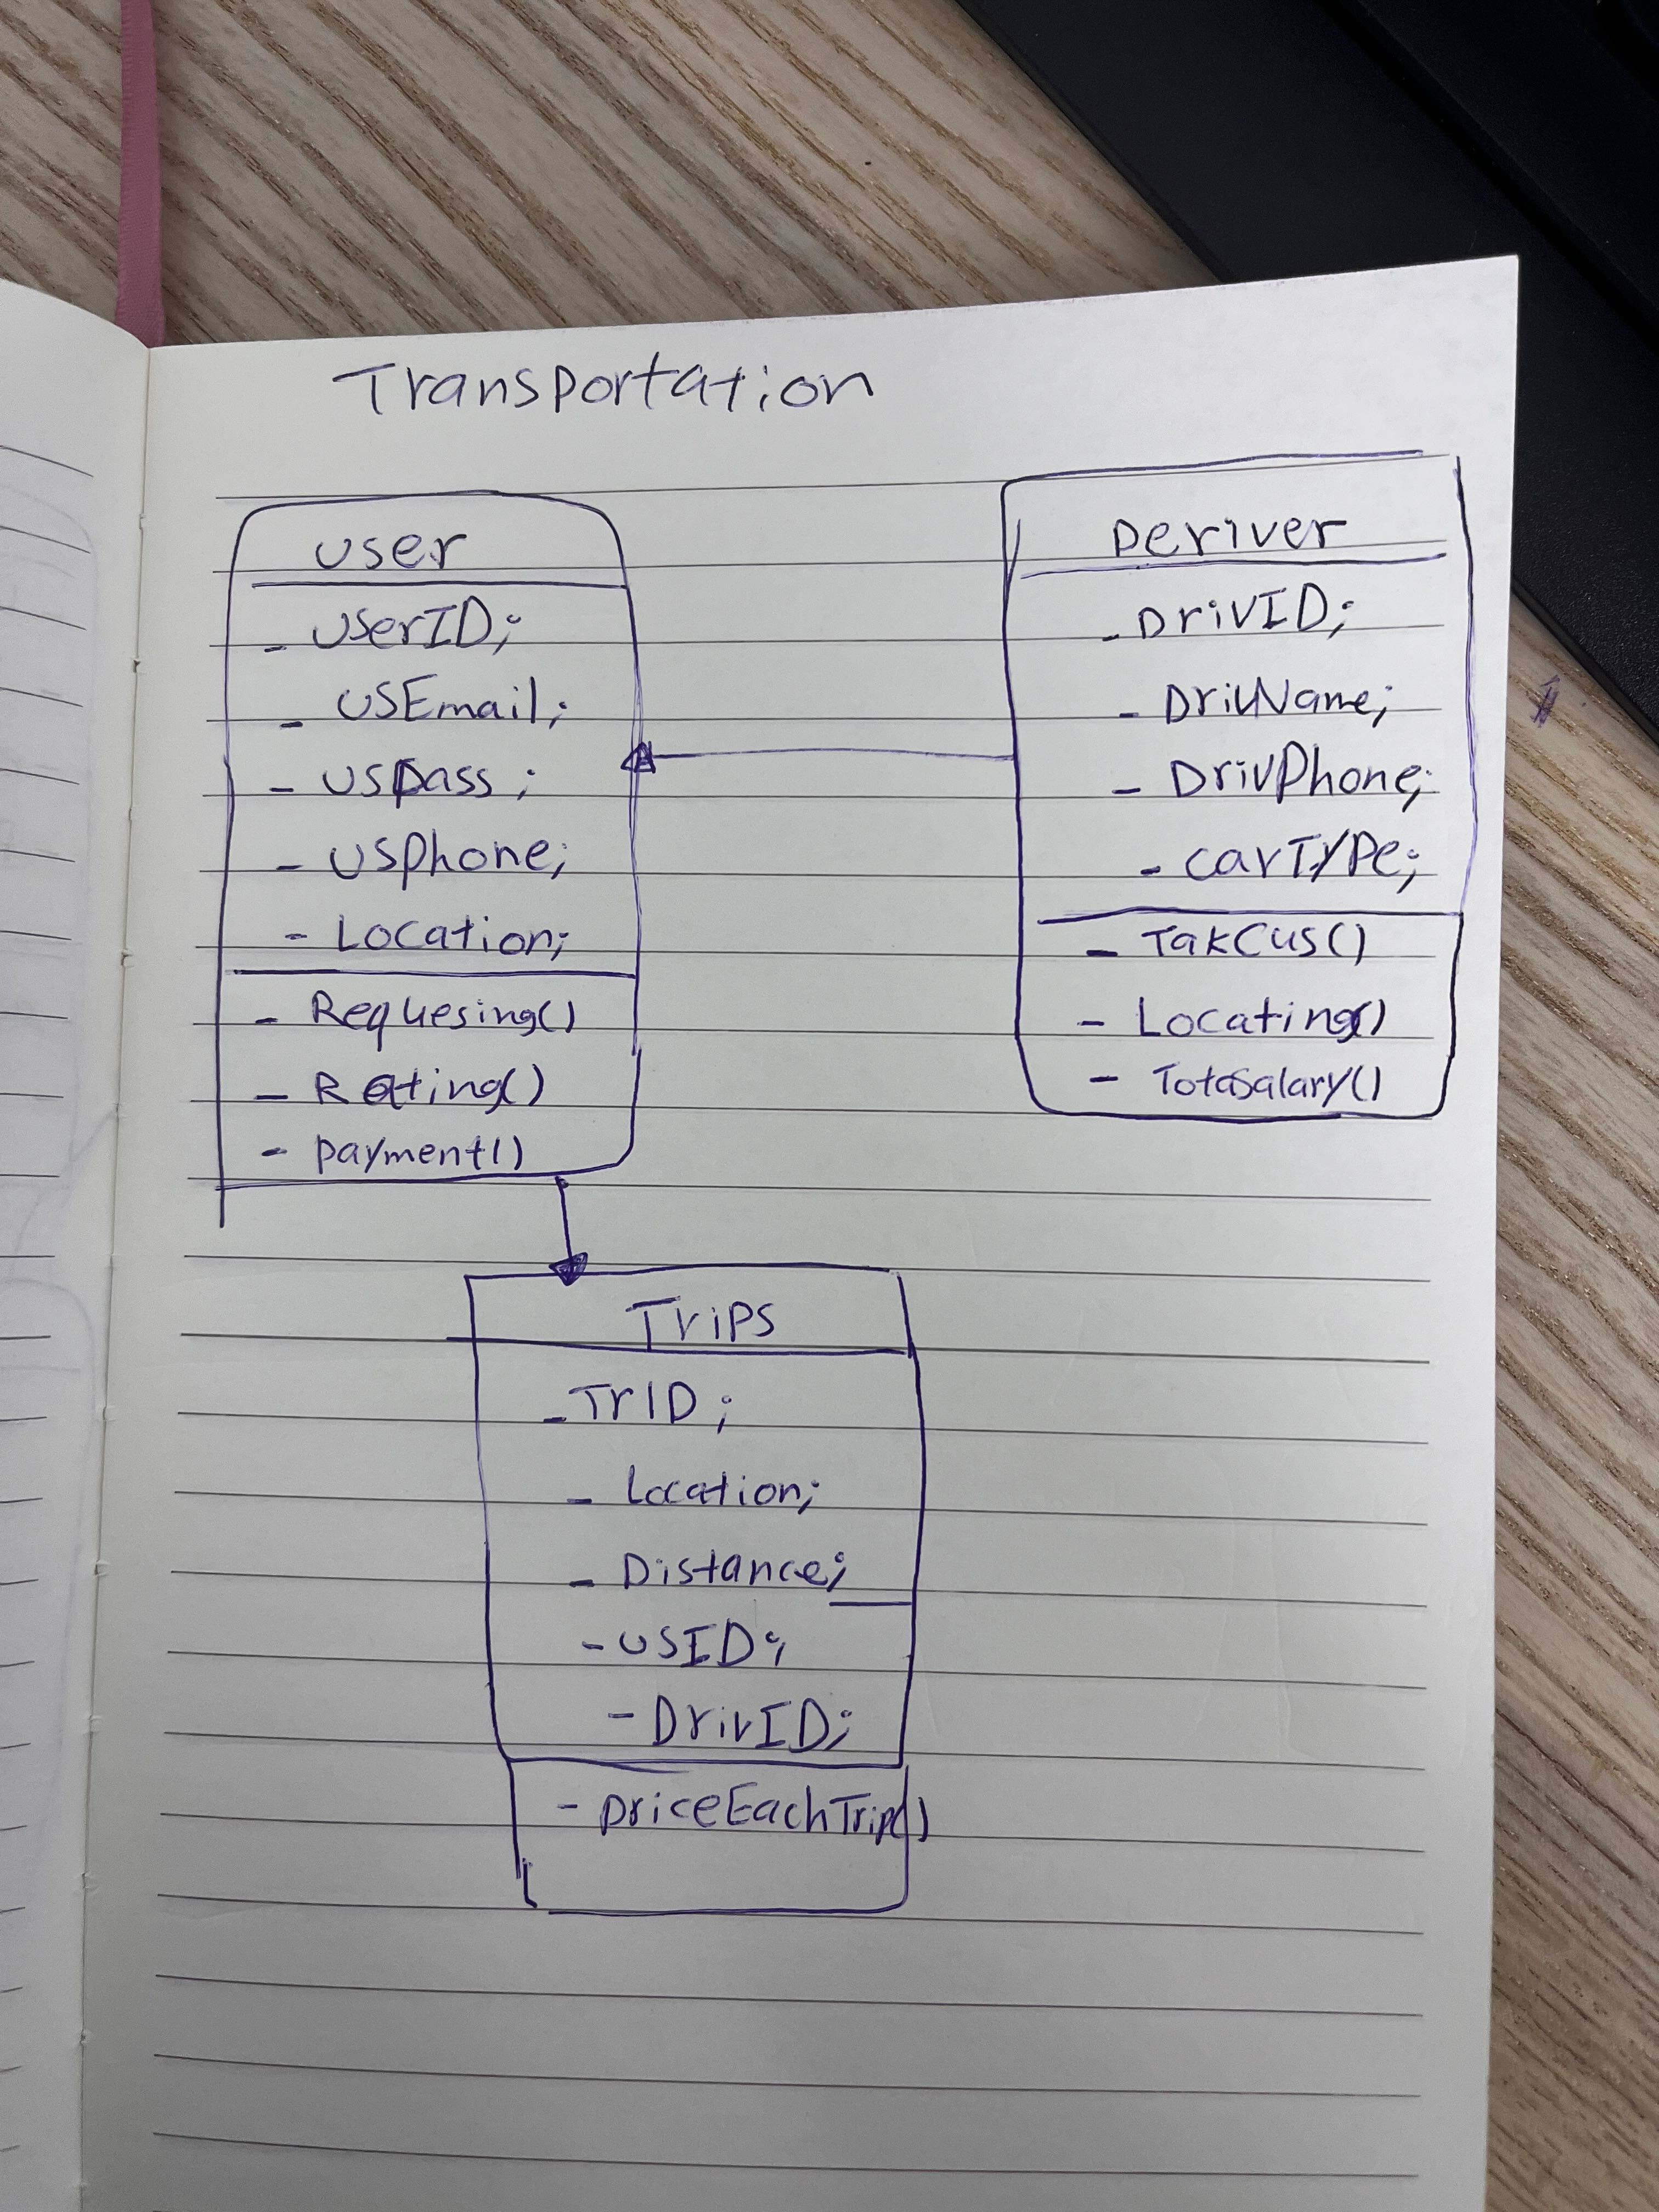 Transportation
User
- UserID;
- USEmail;
- USpass;
- USphone;
- Location;
- Requesing()
- Rating()
- payment()
Deriver
- DrivID;
- DrivName;
- DrivPhone;
- carType;
- TakCus()
- Locating()
- Totasalary()
Trips
- TrID;
- Location;
- Distance;
- USID;
- DrivID;
- priceEachTrip()